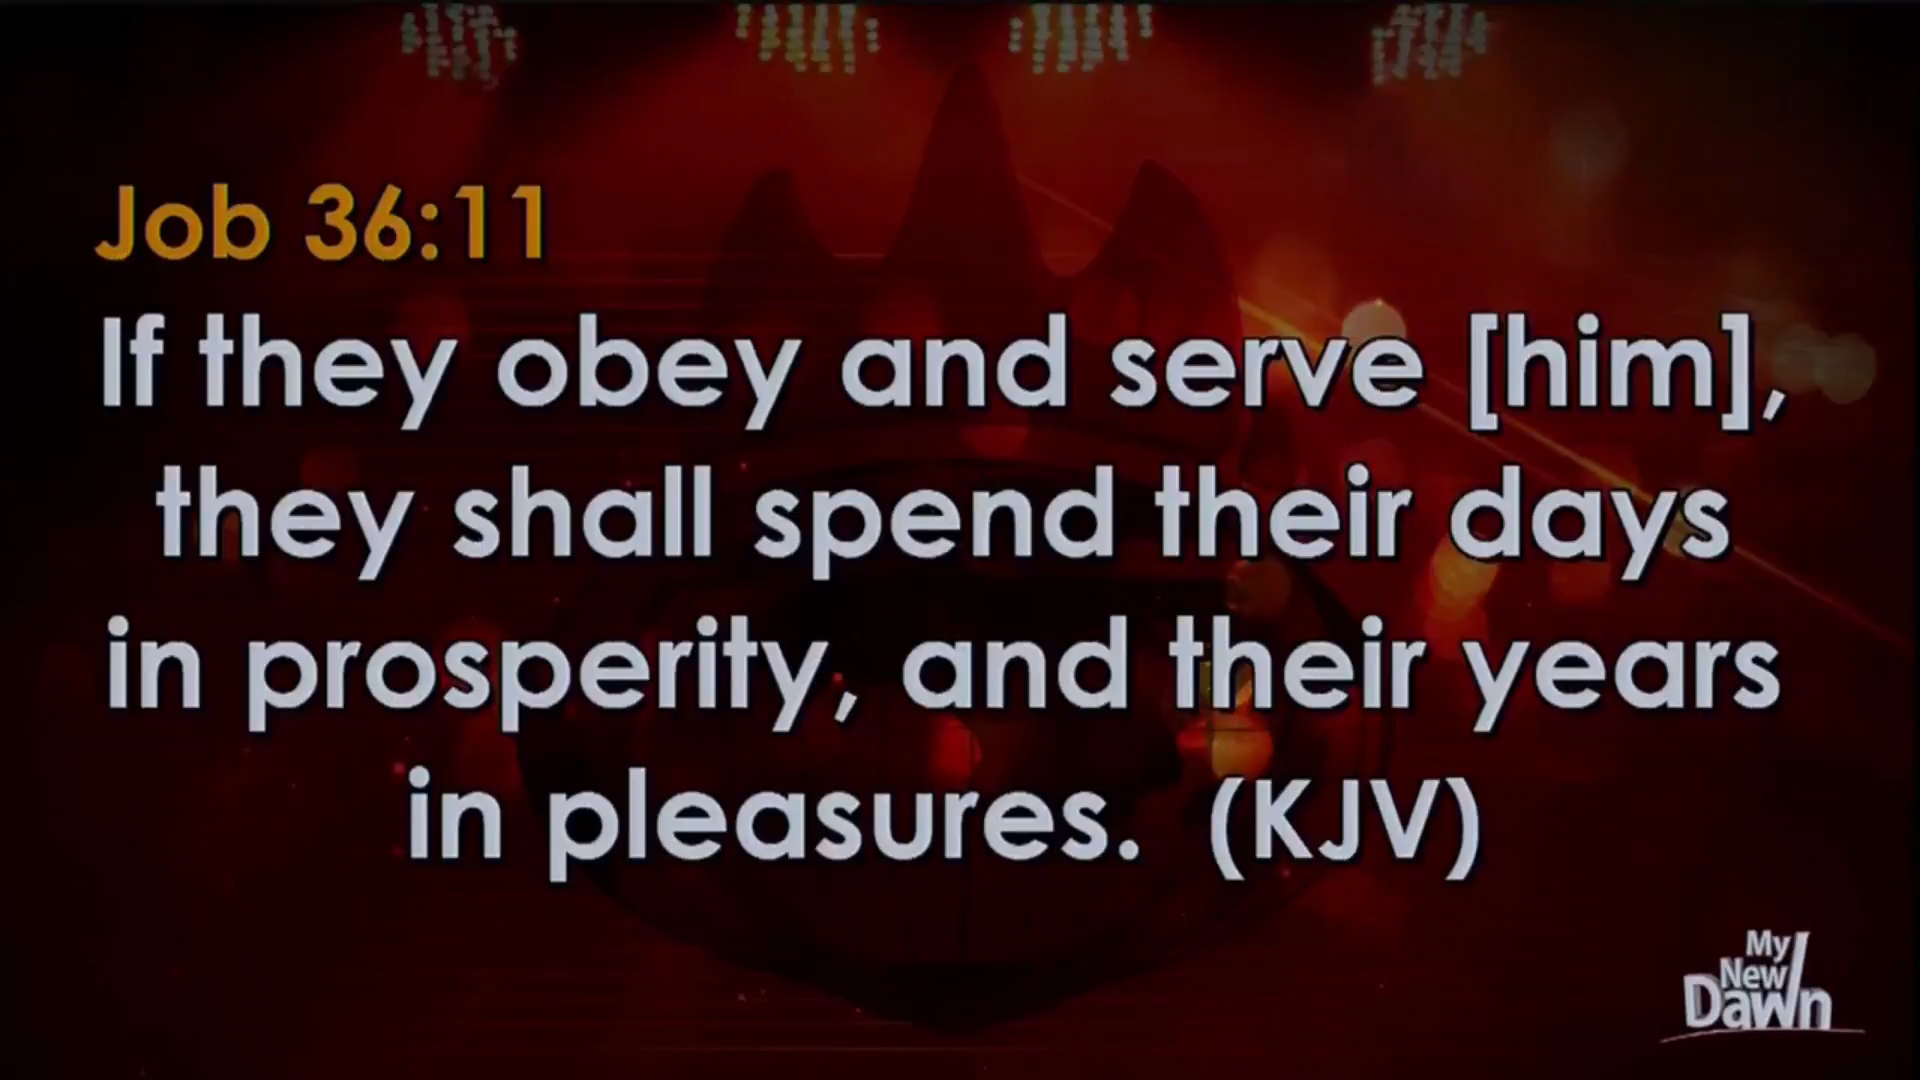 Job 36:11
If they obey and serve [him],
they shall spend their days
in prosperity, and their years
in pleasures. (KJV)
My
New
Dawn